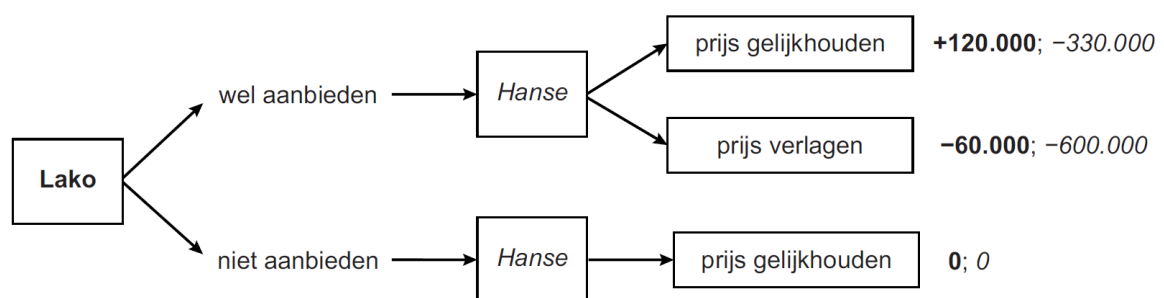 prijs gelijkhouden +120.000; −330.000
wel aanbieden Hanse
prijs verlagen −60.000; −600.000
Lako
niet aanbieden Hanse prijs gelijkhouden 0; 0